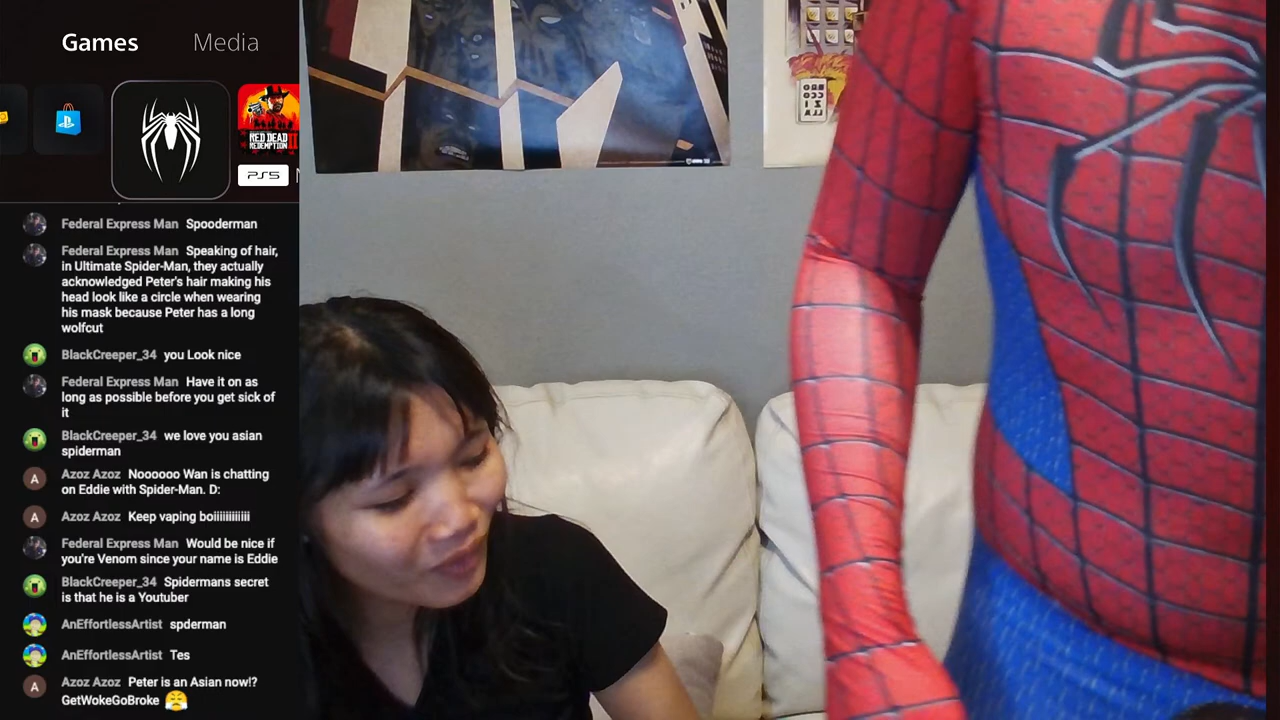 Games
Media
RED DEAD
REDEMPTION II
PS5
Federal Express Man Spooderman
Federal Express Man Speaking of hair,
in Ultimate Spider-Man, they actually
acknowledged Peter's hair making his
head look like a circle when wearing
his mask because Peter has a long
wolfcut
BlackCreeper_34 you Look nice
Federal Express Man Have it on as
long as possible before you get sick of
it
BlackCreeper_34 we love you asian
spiderman
Azoz Azoz Noooooo Wan is chatting
on Eddie with Spider-Man. D:
Azoz Azoz Keep vaping boiiiiiiiiiiiii
Federal Express Man Would be nice if
you're Venom since your name is Eddie
BlackCreeper_34 Spidermans secret
is that he is a Youtuber
AnEffortlessArtist spderman
AnEffortlessArtist Tes
A Azoz Azoz Peter is an Asian now!?
GetWokeGoBroke
BRO
CCO
ZI
LLA